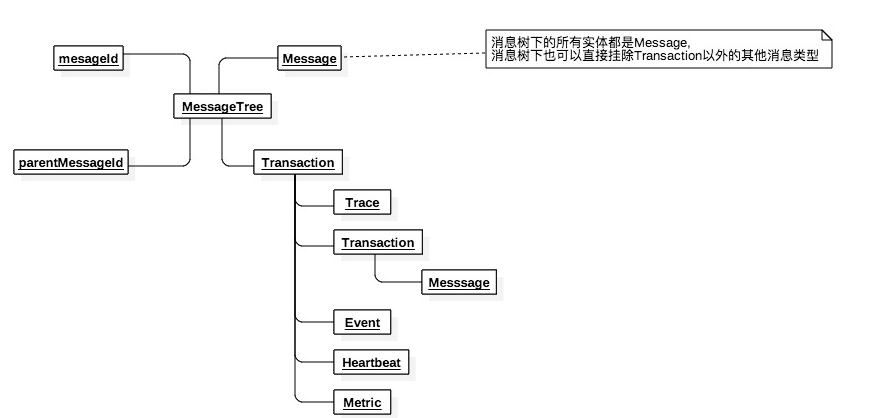 消息树下的所有实体都是Message,
消息树下也可以直接挂除Transaction以外的其他消息类型
mesageId
Message
MessageTree
parentMessageId
Transaction
Trace
Transaction
Messsage
Event
Heartbeat
Metric